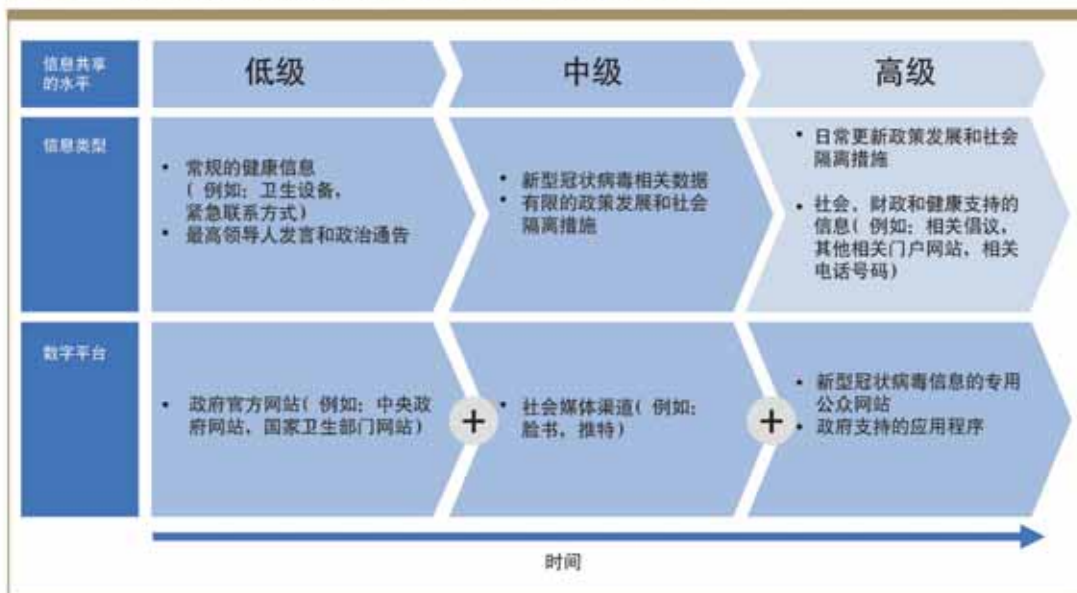 信息共享
的水平
低级
中级
高级
信息类型
• 常规的健康信息
( 例如：卫生设备，
紧急联系方式)
• 最高领导人发言和政治通告
• 新型冠状病毒相关数据
• 有限的政策发展和社会
隔离措施
• 日常更新政策发展和社会
隔离措施
• 社会、财政和健康支持的
信息( 例如：相关倡议，
其他相关门户网站，相关
电话号码)
数字平台
• 政府官方网站( 例如：中央政
府网站、国家卫生部门网站)
+
• 社会媒体渠道( 例如：
脸书，推特)
+
• 新型冠状病毒信息的专用
公众网站
• 政府支持的应用程序
时间